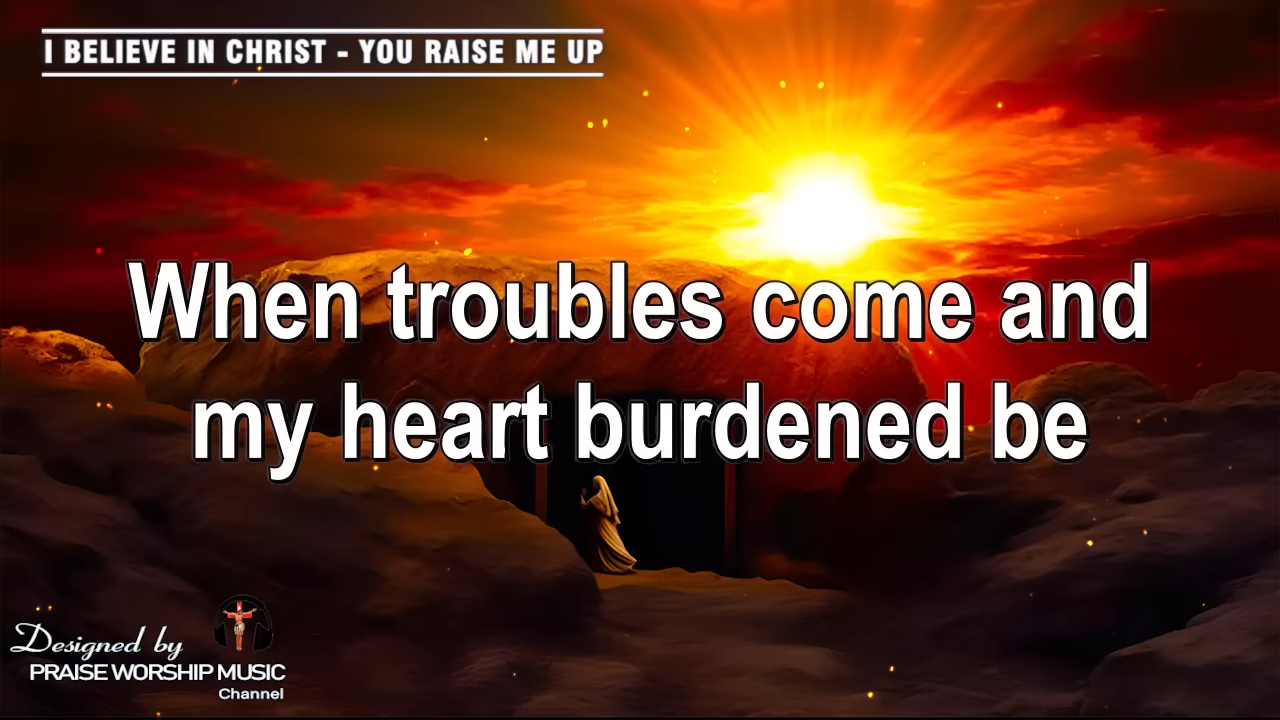 I BELIEVE IN CHRIST - YOU RAISE ME UP
When troubles come and
my heart burdened be
Designed by
PRAISE WORSHIP MUSIC
Channel